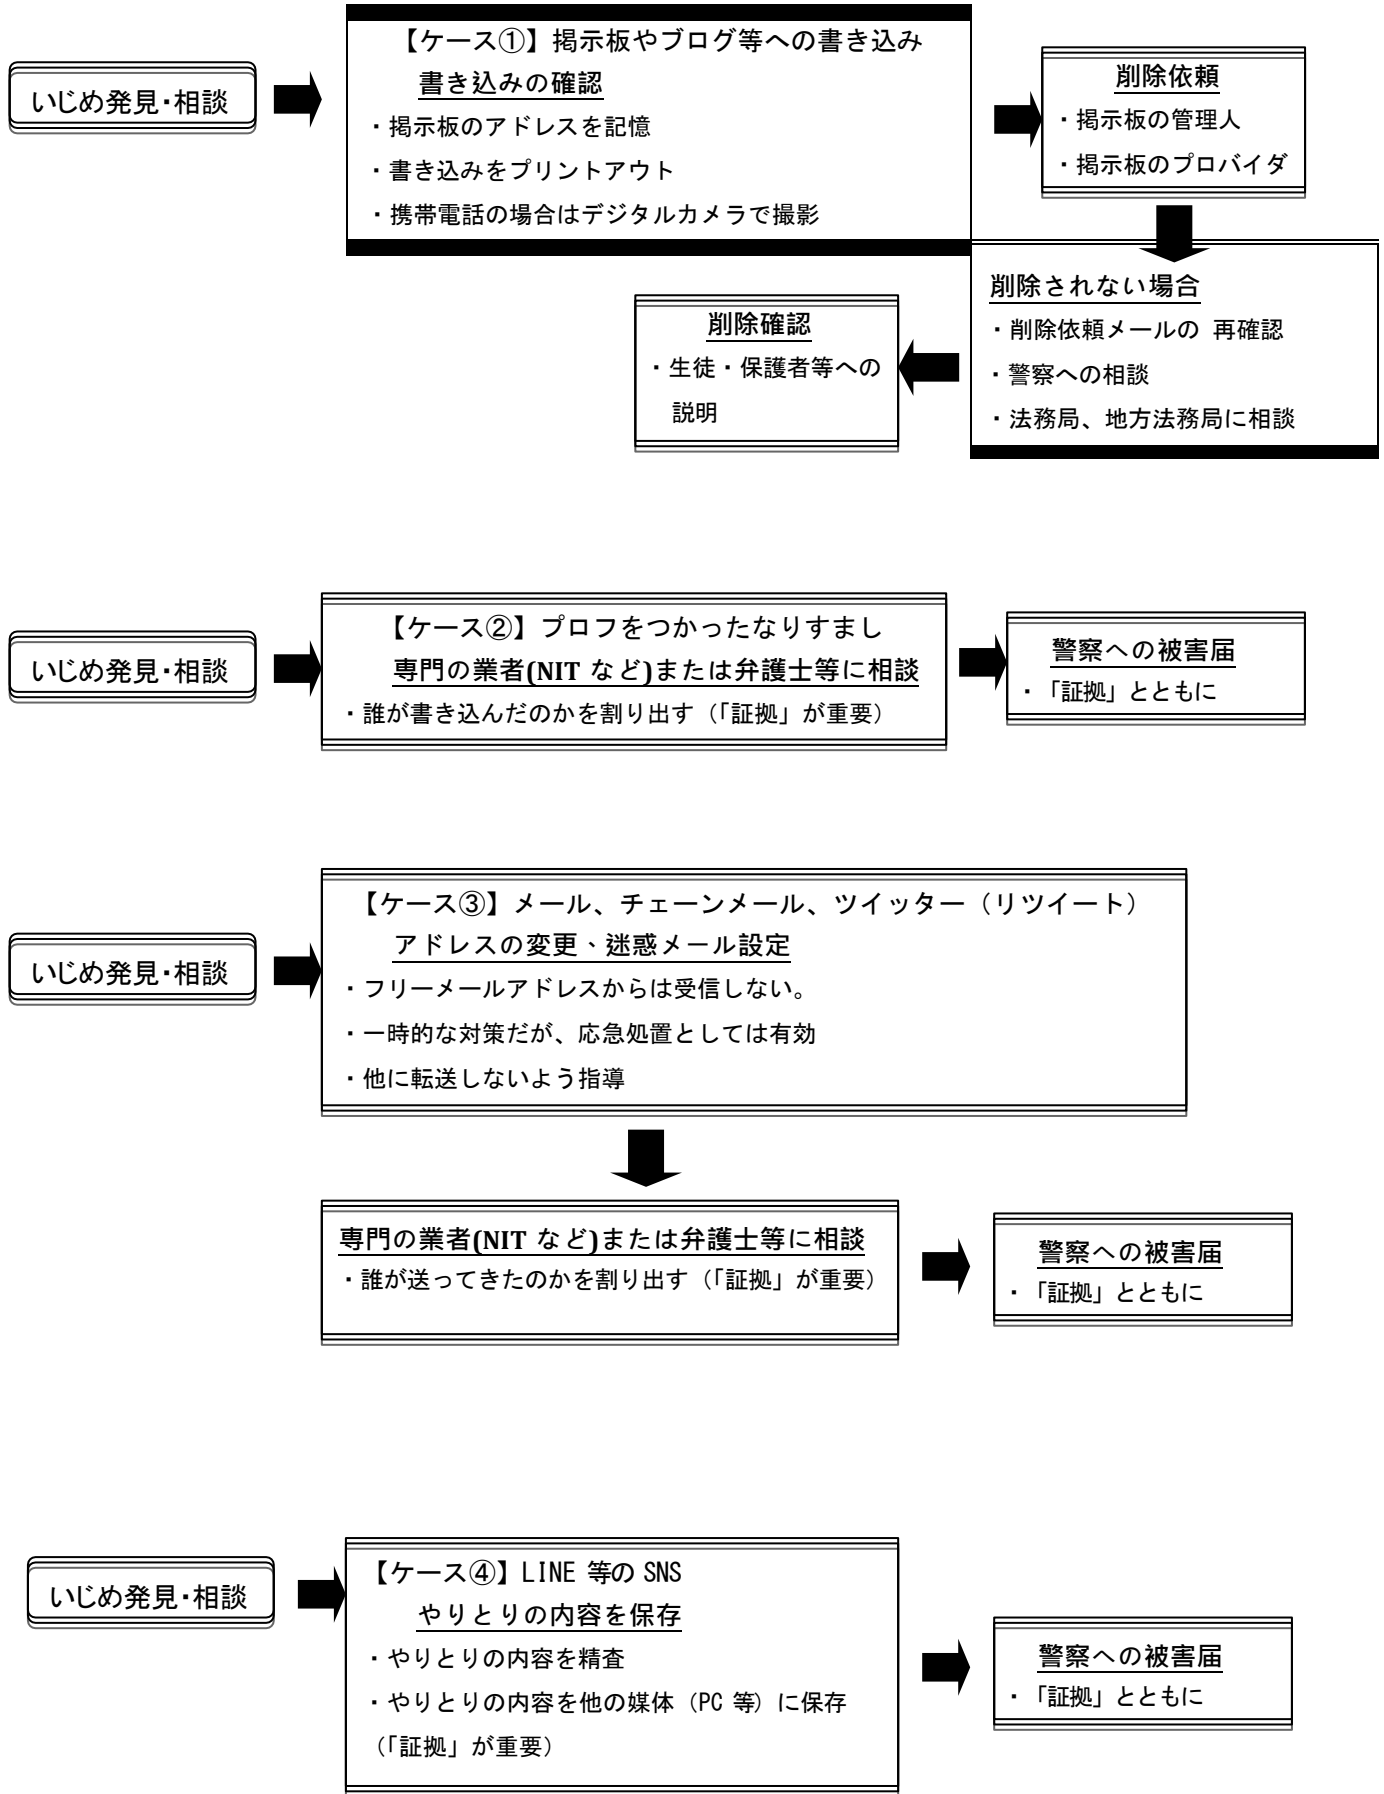 いじめ発見・相談
【ケース①】掲示板やブログ等への書き込み
書き込みの確認
・掲示板のアドレスを記憶
・書き込みをプリントアウト
・携帯電話の場合はデジタルカメラで撮影
削除依頼
・掲示板の管理人
・掲示板のプロバイダ
削除されない場合
・削除依頼メールの 再確認
・警察への相談
・法務局、地方法務局に相談
削除確認
・生徒・保護者等への
説明
いじめ発見・相談
【ケース②】プロフをつかったなりすまし
専門の業者(NIT など)または弁護士等に相談
・誰が書き込んだのかを割り出す（「証拠」が重要）
警察への被害届
・「証拠」とともに
いじめ発見・相談
【ケース③】メール、チェーンメール、ツイッター（リツイート）
アドレスの変更、迷惑メール設定
・フリーメールアドレスからは受信しない。
・一時的な対策だが、応急処置としては有効
・他に転送しないよう指導
専門の業者(NIT など)または弁護士等に相談
・誰が送ってきたのかを割り出す（「証拠」が重要）
警察への被害届
・「証拠」とともに
いじめ発見・相談
【ケース④】LINE 等の SNS
やりとりの内容を保存
・やりとりの内容を精査
・やりとりの内容を他の媒体（PC 等）に保存
（「証拠」が重要）
警察への被害届
・「証拠」とともに